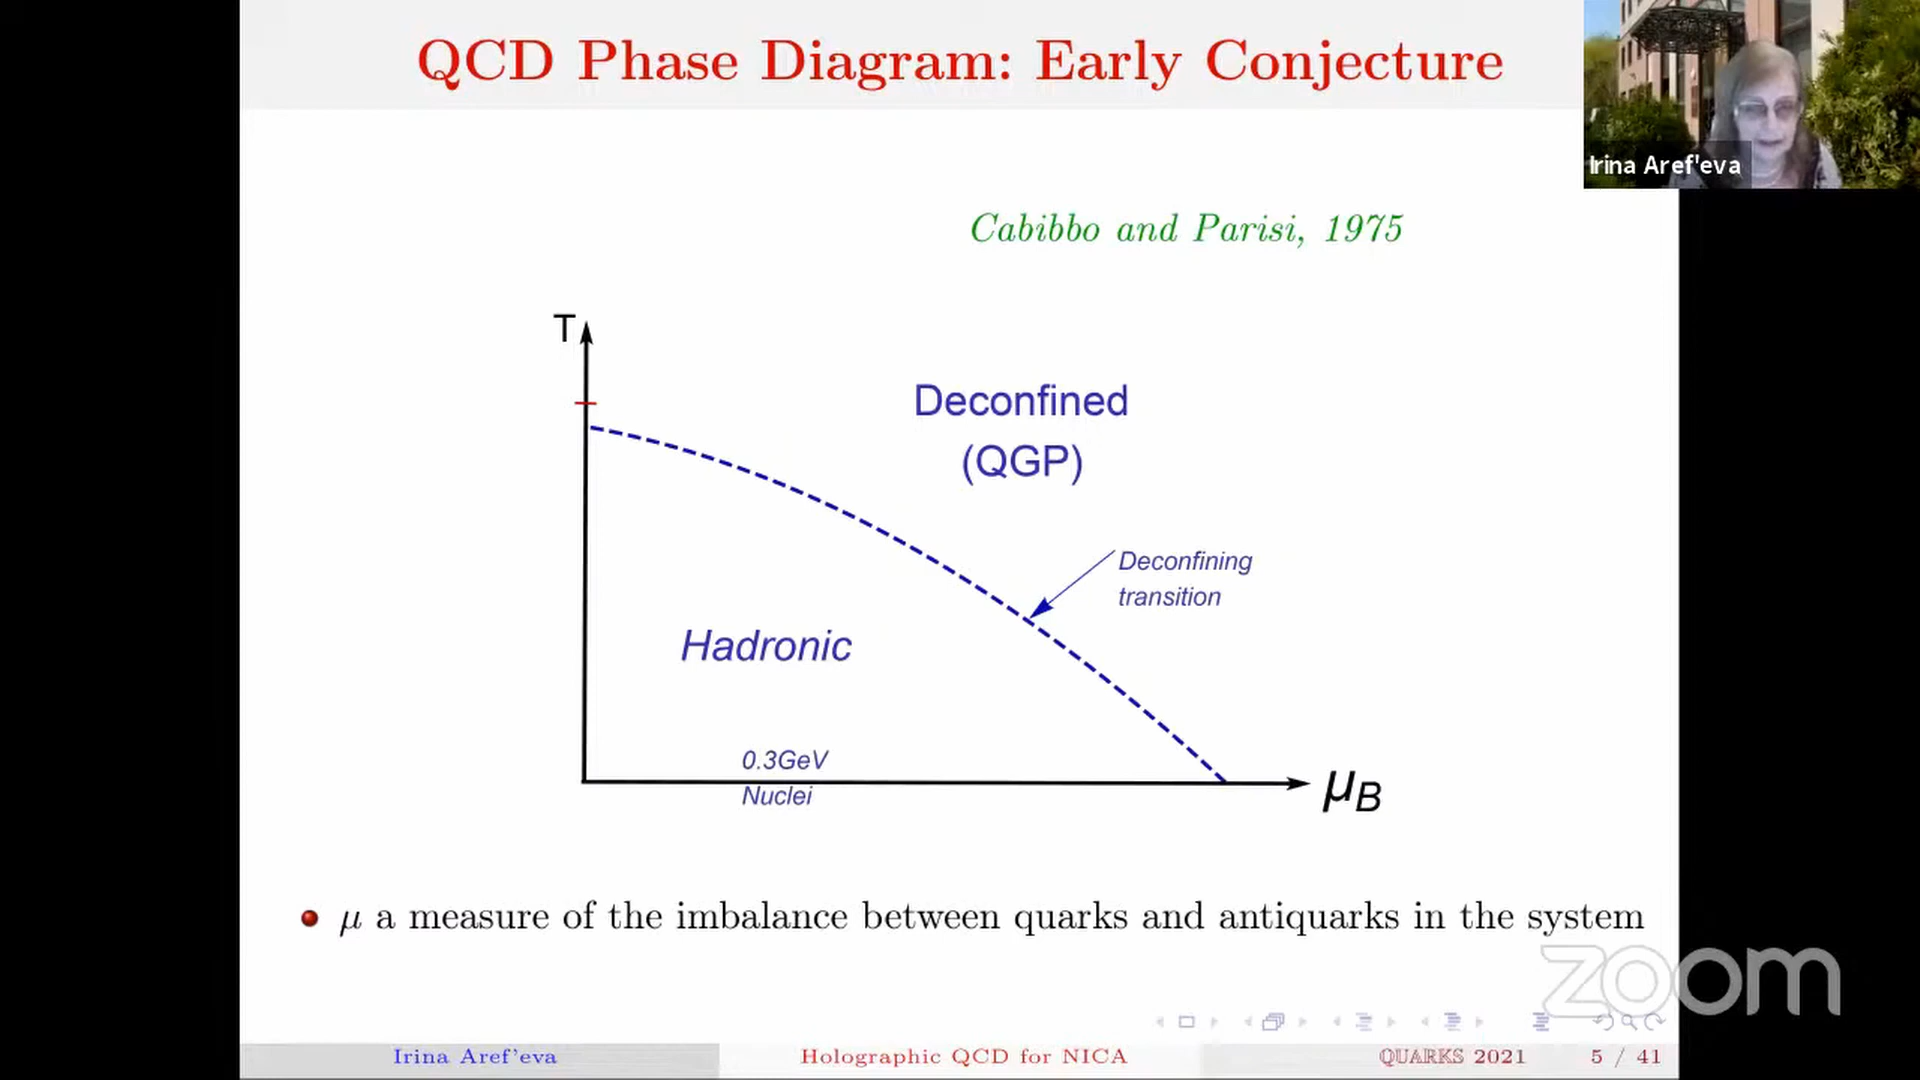 QCD Phase Diagram: Early Conjecture
Irina Aref'eva
Cabibbo and Parisi, 1975
T
Deconfined
(QGP)
Deconfining
transition
Hadronic
0.3GeV
Nuclei
μB
μ a measure of the imbalance between quarks and antiquarks in the system
zoom
Irina Aref'eva
Holographic QCD for NICA
QUARKS 2021
5 / 41